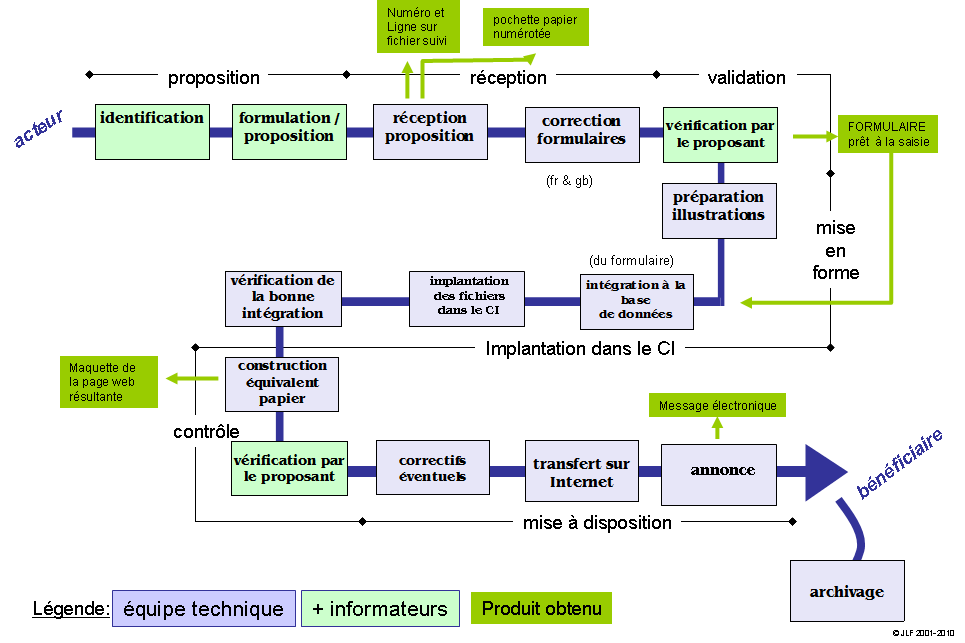 Numéro et
Ligne sur
fichier suivi
pochette papier
numérotée
proposition
réception
validation
acteur
identification
formulation /
proposition
réception
proposition
correction
formulaires
(fr & gb)
vérification par
le proposant
FORMULAIRE
prêt à la saisie
préparation
illustrations
mise
en
forme
(du formulaire)
intégration à la
base
de données
implantation
des fichiers
dans le CI
vérification de
la bonne
intégration
Implantation dans le CI
Maquette de
la page web
résultante
construction
équivalent
papier
contrôle
Message électronique
vérification par
le proposant
correctifs
éventuels
transfert sur
Internet
annonce
bénéficiaire
mise à disposition
archivage
Légende:
équipe technique
+ informateurs
Produit obtenu
© JLF 2001-2010